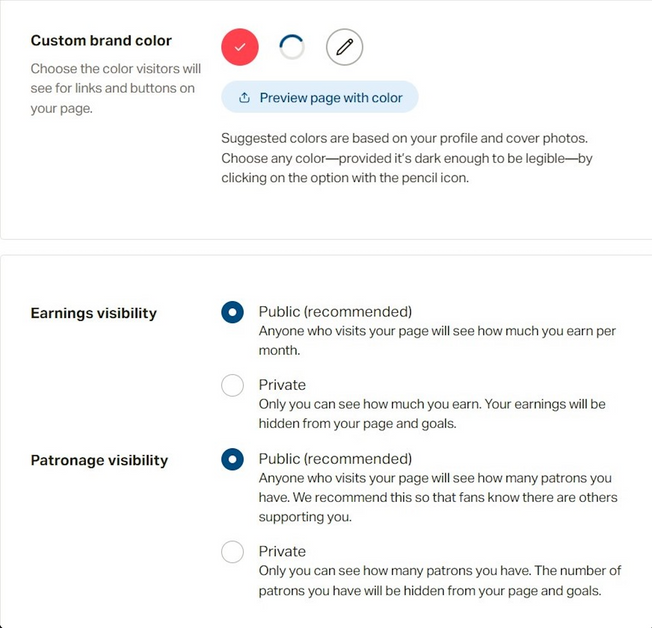 Custom brand color
Choose the color visitors will
see for links and buttons on
your page.
Preview page with color
Suggested colors are based on your profile and cover photos.
Choose any color—provided it's dark enough to be legible—by
clicking on the option with the pencil icon.
Earnings visibility
Public (recommended)
Anyone who visits your page will see how much you earn per
month.
Private
Only you can see how much you earn. Your earnings will be
hidden from your page and goals.
Patronage visibility
Public (recommended)
Anyone who visits your page will see how many patrons you
have. We recommend this so that fans know there are others
supporting you.
Private
Only you can see how many patrons you have. The number of
patrons you have will be hidden from your page and goals.